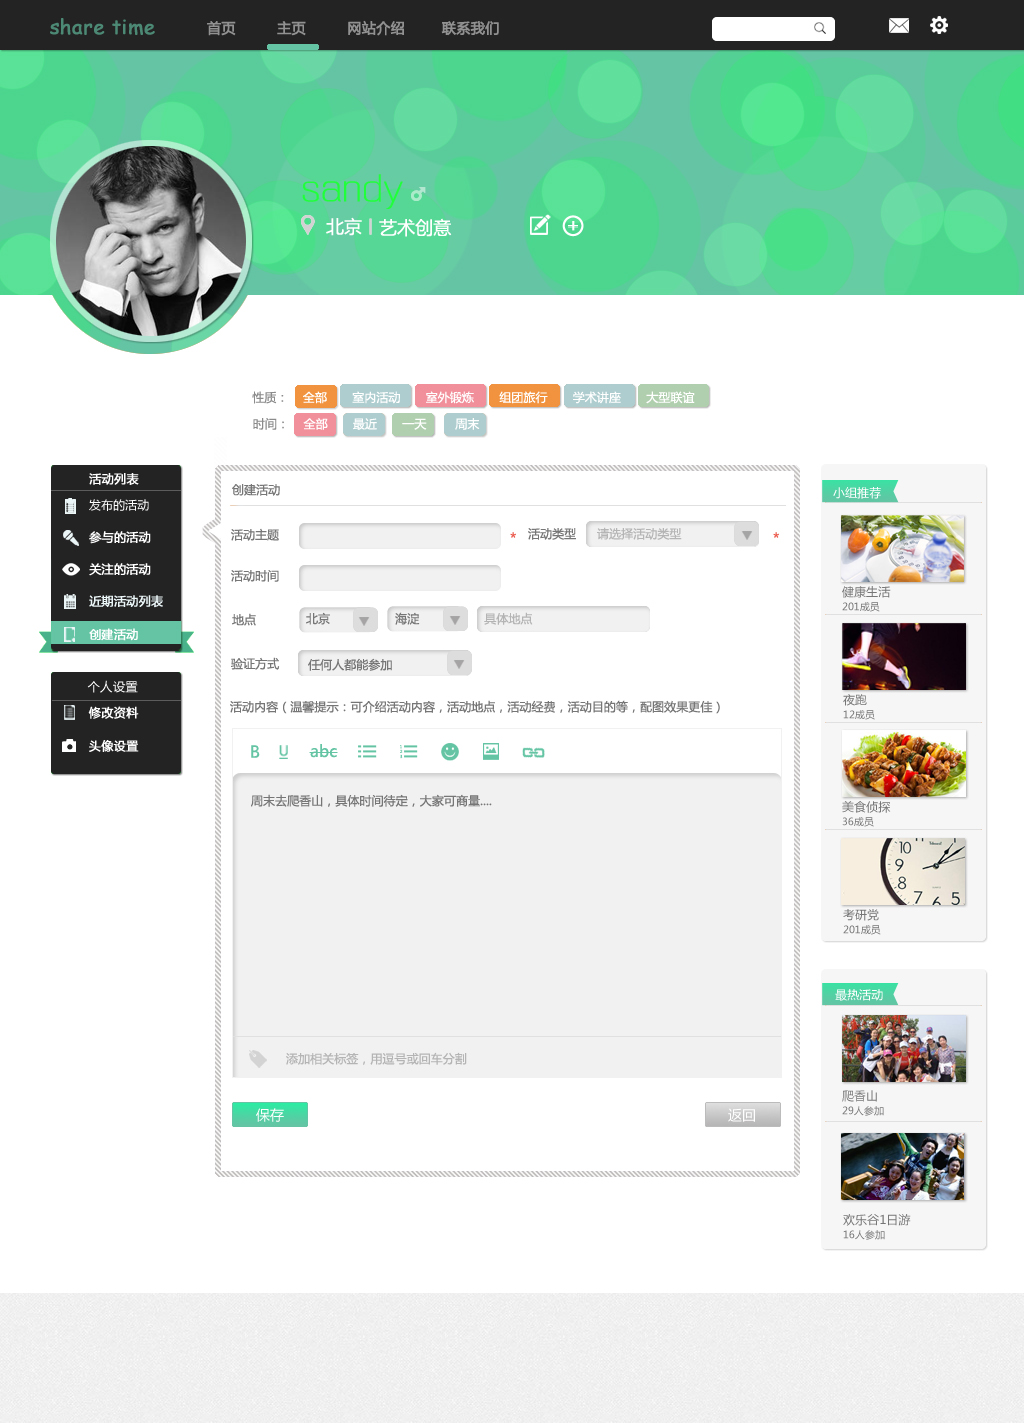 share time 首页 主页 网站介绍 联系我们
sandy
北京 | 艺术创意
性质： 全部 室内活动 室外锻炼 组团旅行 学术讲座 大型联谊
时间： 全部 最近 一天 周末
活动列表
发布的活动
参与的活动
关注的活动
近期活动列表
创建活动
个人设置
修改资料
头像设置
创建活动
活动主题 * 活动类型 请选择活动类型 *
活动时间
地点 北京 海淀 具体地点
验证方式 任何人都能参加
活动内容（温馨提示：可介绍活动内容，活动地点，活动经费，活动目的等，配图效果更佳）
B U abc
周末去爬香山，具体时间待定，大家可商量....
添加相关标签，用逗号或回车分割
保存 返回
小组推荐
健康生活
201成员
夜跑
12成员
美食侦探
36成员
10 11 12 1 2 9 8 7 6 5
考研党
201成员
最热活动
爬香山
29人参加
欢乐谷1日游
16人参加